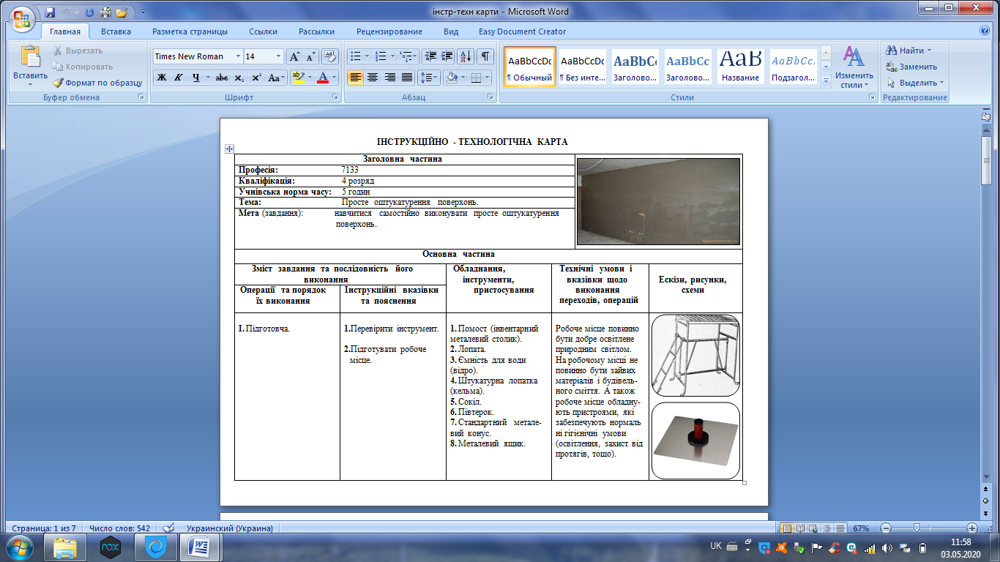 інстр-техн карти - Microsoft Word
Главная Вставка Разметка страницы Ссылки Рассылки Рецензирование Вид Easy Document Creator
Вставить
Вырезать
Копировать
Формат по образцу
Буфер обмена
Times New Roman 14
Ж К Ч abc x₂ x² Aa
Шрифт
Абзац
AaBbCcDc AaBbCcDc AaBbC AaBbCc AaB AaBbCc.
¶ Обычный ¶ Без инте... Заголово... Заголово... Название Подзагол...
Стили
Изменить
стили
Найти
Заменить
Выделить
Редактирование
ІНСТРУКЦІЙНО - ТЕХНОЛОГІЧНА КАРТА
Заголовна частина
Професія: 7133
Кваліфікація: 4 розряд
Учнівська норма часу: 5 годин
Тема: Просте оштукатурення поверхонь.
Мета (завдання): навчитися самостійно виконувати просте оштукатурення
поверхонь.
Основна частина
Зміст завдання та послідовність його
виконання
Операції та порядок
їх виконання
Інструкційні вказівки
та пояснення
Обладнання,
інструменти,
пристосування
Технічні умови і
вказівки щодо
виконання
переходів, операцій
Ескізи, рисунки,
схеми
I. Підготовча.
1.Перевірити інструмент.
2.Підготувати робоче
місце.
1. Помост (інвентарний
металевий столик).
2. Лопата.
3. Ємність для води
(відро).
4. Штукатурна лопатка
(кельма).
5. Сокіл.
6. Півтерок.
7. Стандартний метале-
вий конус.
8. Металевий ящик.
Робоче місце повинно
бути добре освітлене
природним світлом.
На робочому місці не
повинно бути зайвих
матеріалів і будівель-
ного сміття. А також
робоче місце обладну-
ють пристроями, які
забезпечують нормаль
ні гігієнічні умови
(освітлення, захист від
протягів, тощо).
Страница: 1 из 7 Число слов: 542 Украинский (Украина) 67%
nox
UK
11:58
03.05.2020